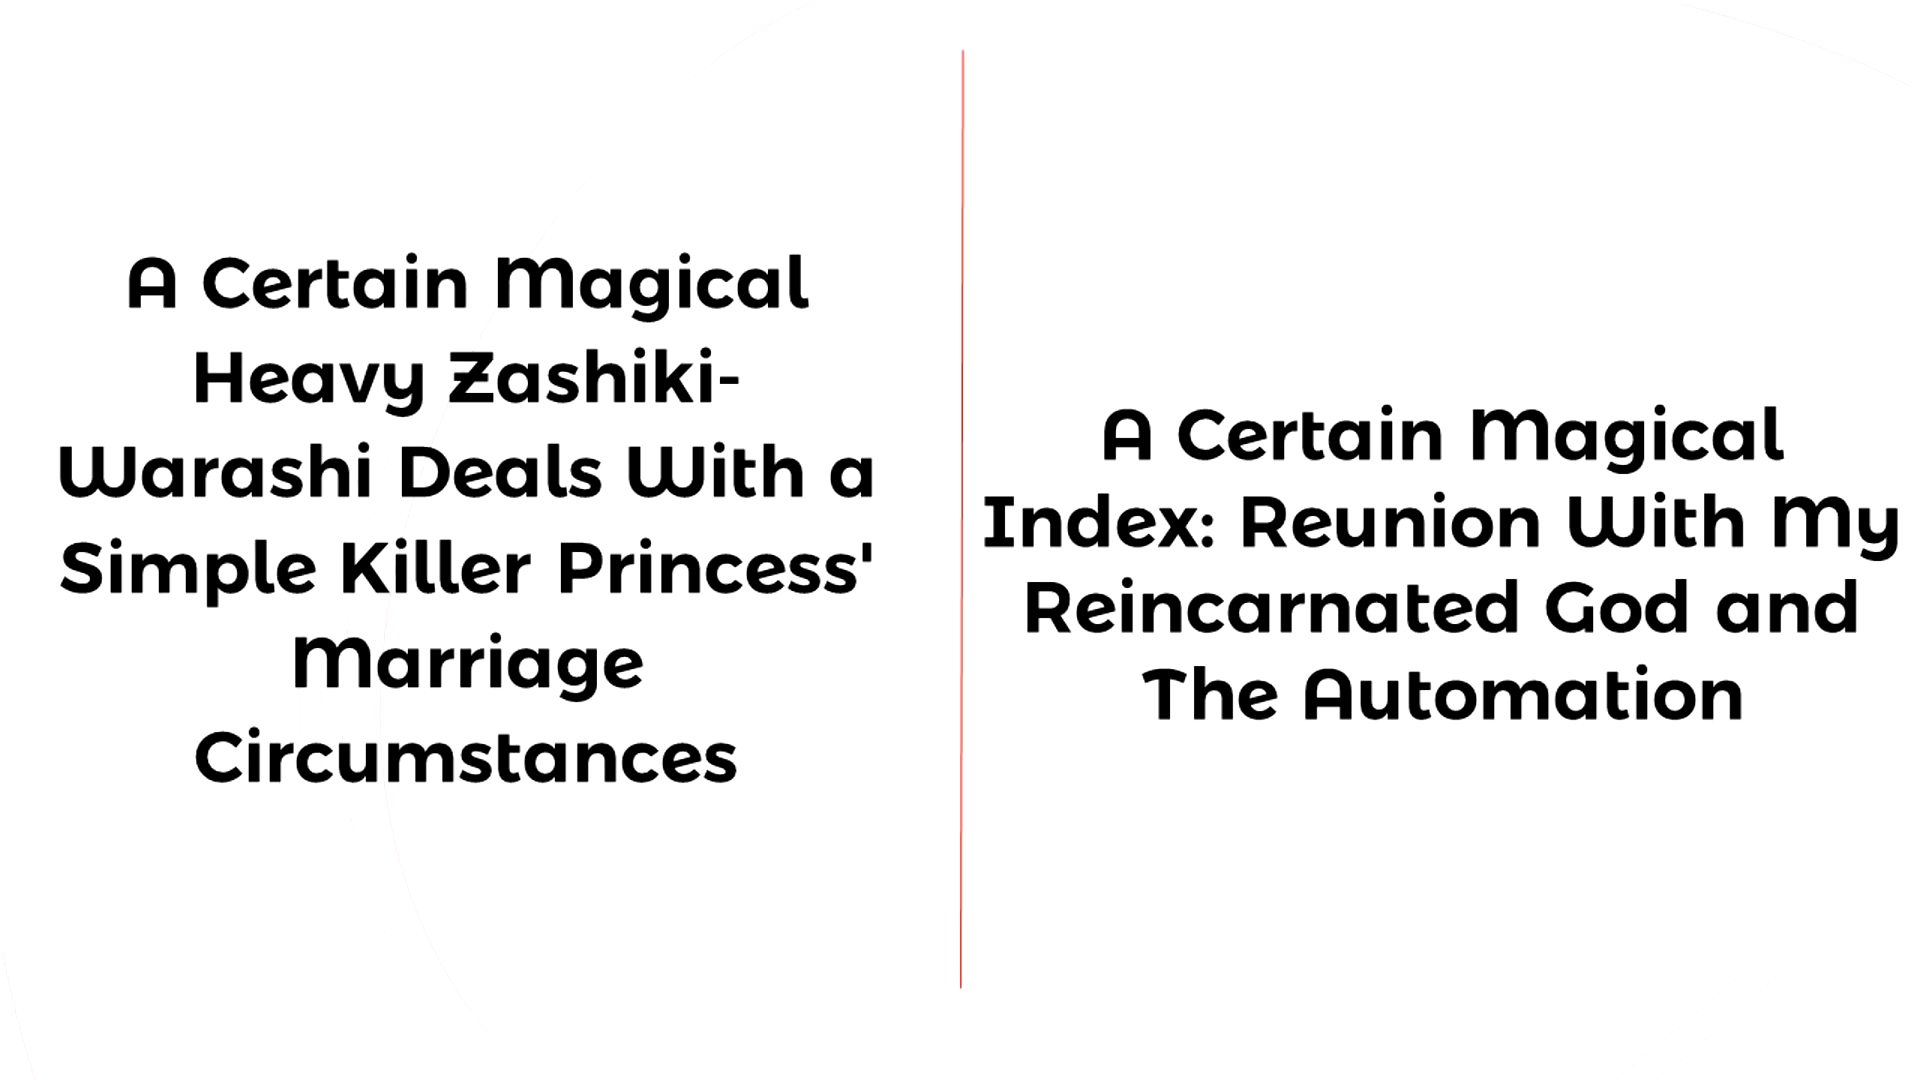 A Certain Magical
Heavy Zashiki-
Warashi Deals With a
Simple Killer Princess'
Marriage
Circumstances
A Certain Magical
Index: Reunion With My
Reincarnated God and
The Automation